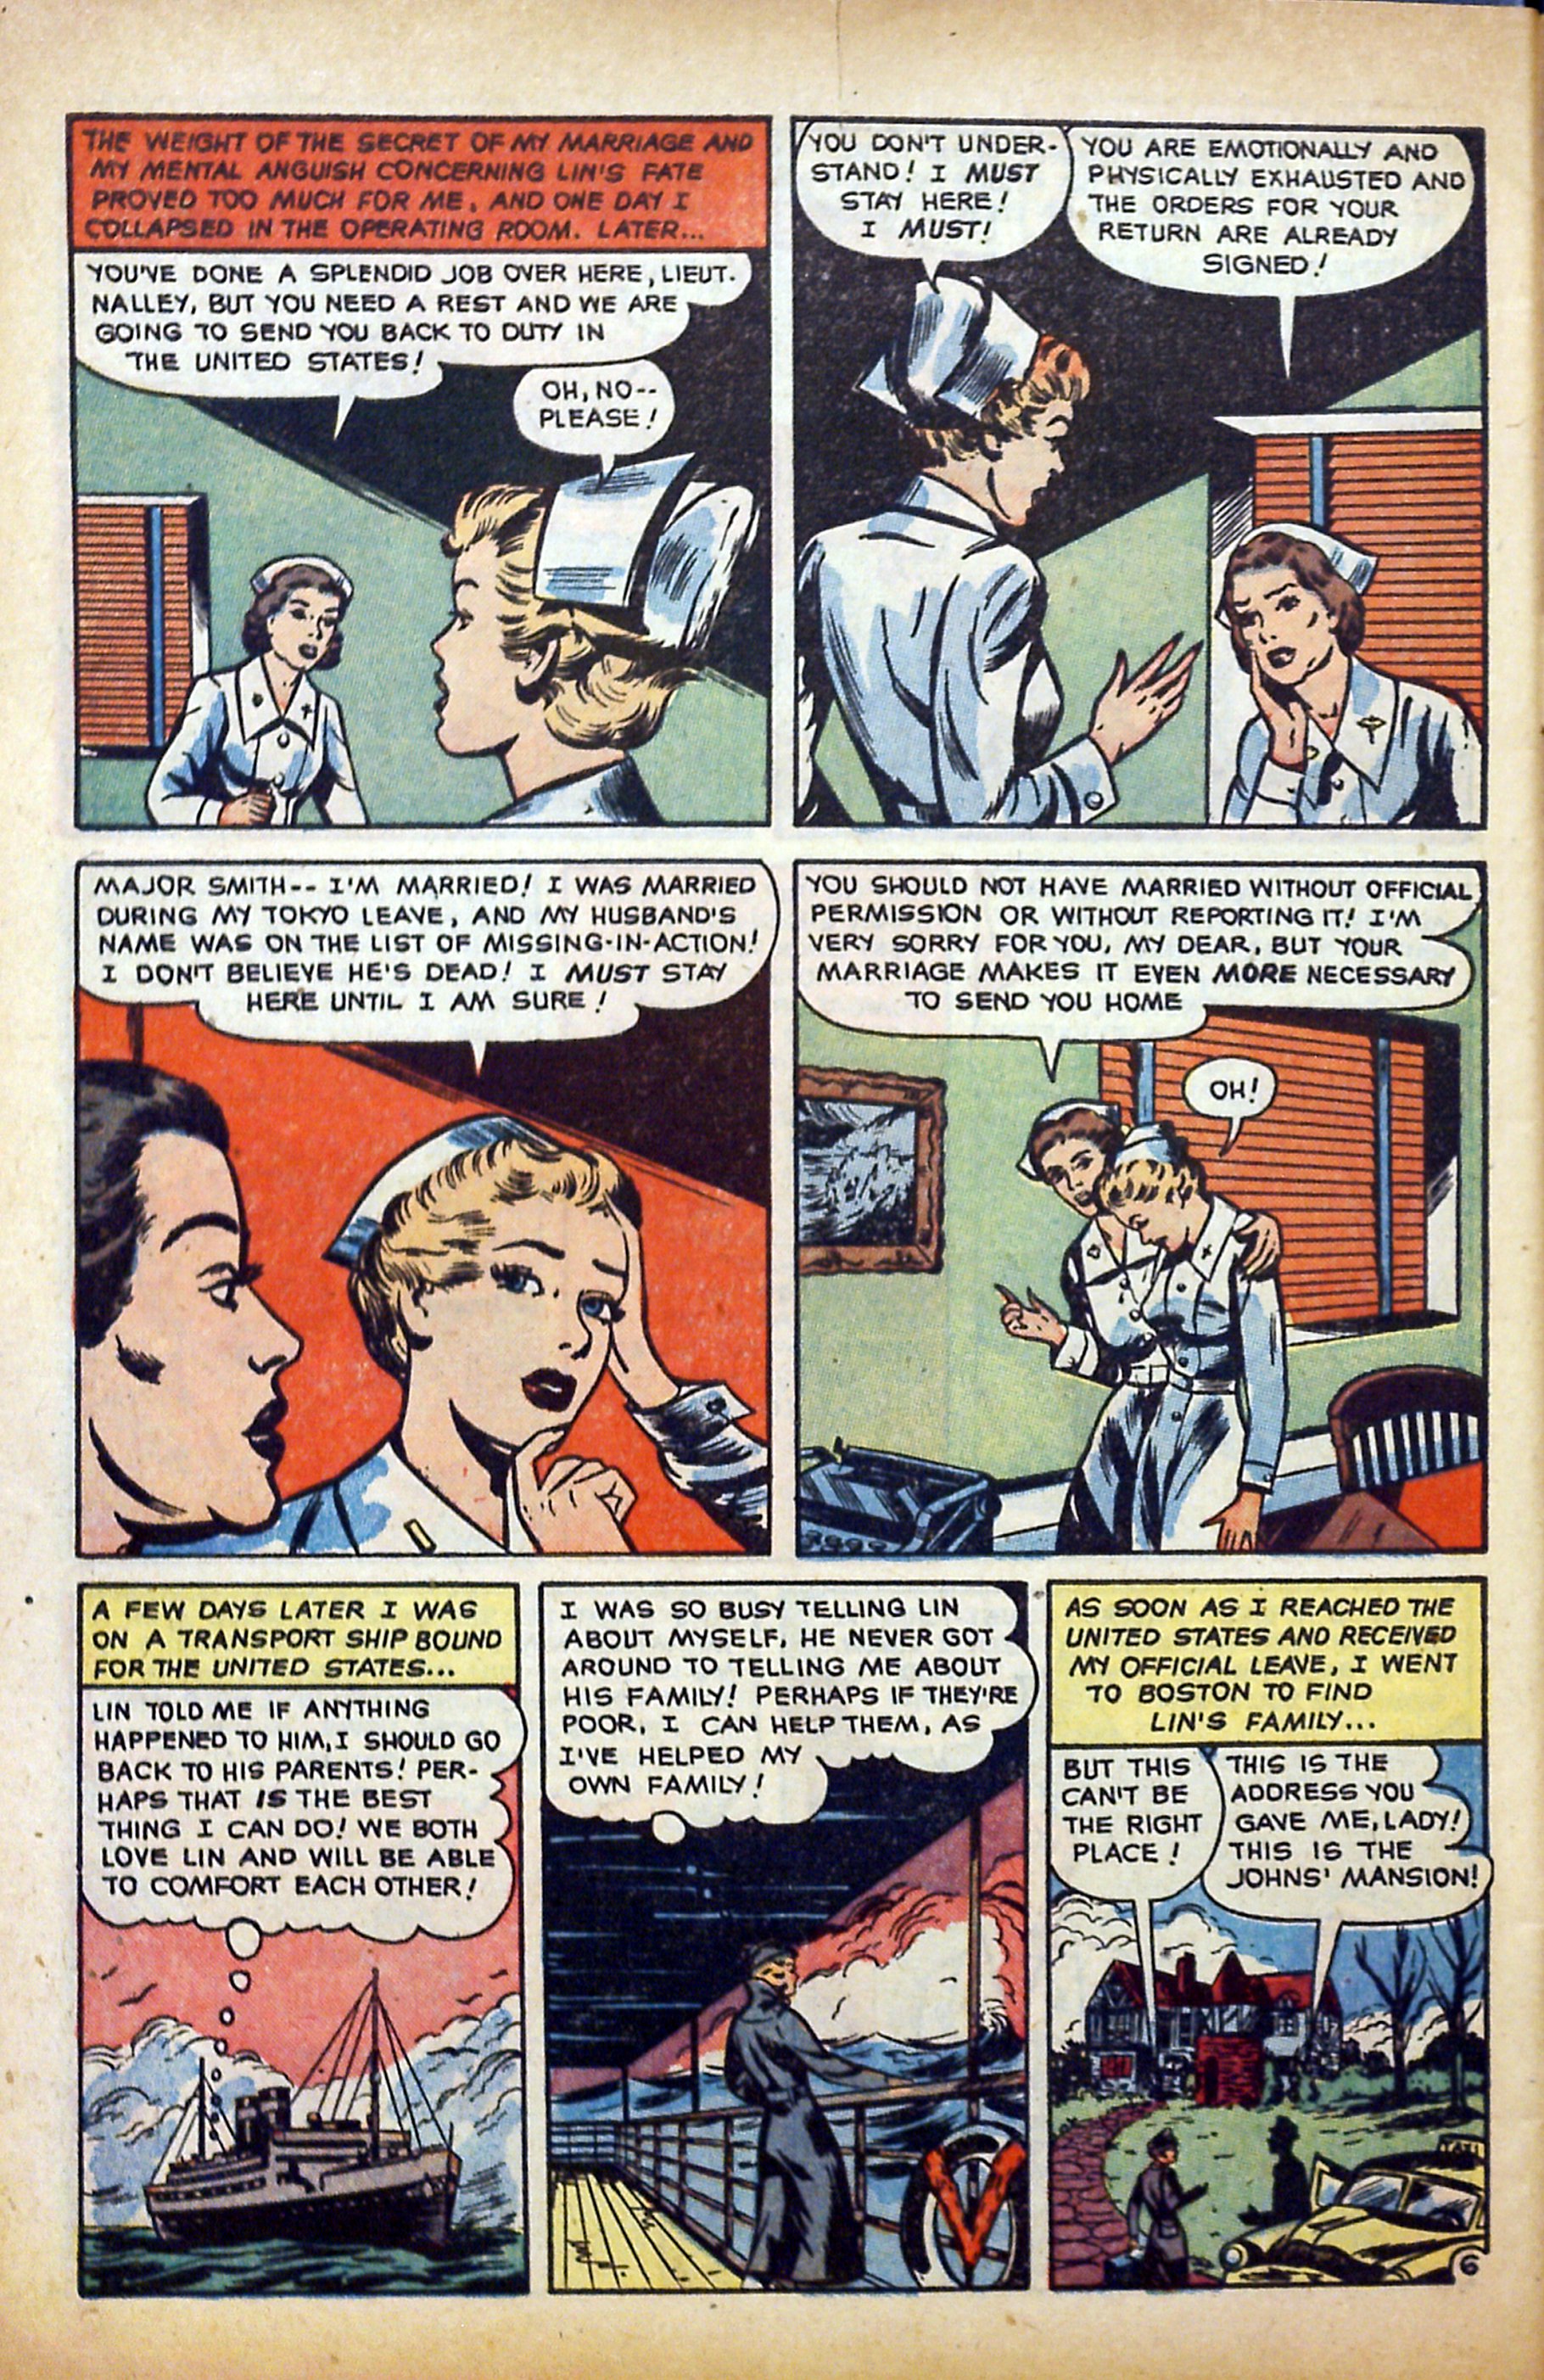 THE WEIGHT OF THE SECRET OF MY MARRIAGE AND
MY MENTAL ANGUISH CONCERNING LIN'S FATE
PROVED TOO MUCH FOR ME, AND ONE DAY I
COLLAPSED IN THE OPERATING ROOM. LATER...
YOU'VE DONE A SPLENDID JOB OVER HERE, LIEUT.
NALLEY, BUT YOU NEED A REST AND WE ARE
GOING TO SEND YOU BACK TO DUTY IN
THE UNITED STATES!
OH, NO--
PLEASE!
YOU DON'T UNDER-
STAND! I MUST
STAY HERE!
I MUST!
YOU ARE EMOTIONALLY AND
PHYSICALLY EXHAUSTED AND
THE ORDERS FOR YOUR
RETURN ARE ALREADY
SIGNED!
MAJOR SMITH-- I'M MARRIED! I WAS MARRIED
DURING MY TOKYO LEAVE, AND MY HUSBAND'S
NAME WAS ON THE LIST OF MISSING-IN-ACTION!
I DON'T BELIEVE HE'S DEAD! I MUST STAY
HERE UNTIL I AM SURE!
YOU SHOULD NOT HAVE MARRIED WITHOUT OFFICIAL
PERMISSION OR WITHOUT REPORTING IT! I'M
VERY SORRY FOR YOU, MY DEAR, BUT YOUR
MARRIAGE MAKES IT EVEN MORE NECESSARY
TO SEND YOU HOME
OH!
A FEW DAYS LATER I WAS
ON A TRANSPORT SHIP BOUND
FOR THE UNITED STATES...
LIN TOLD ME IF ANYTHING
HAPPENED TO HIM, I SHOULD GO
BACK TO HIS PARENTS! PER-
HAPS THAT IS THE BEST
THING I CAN DO! WE BOTH
LOVE LIN AND WILL BE ABLE
TO COMFORT EACH OTHER!
I WAS SO BUSY TELLING LIN
ABOUT MYSELF, HE NEVER GOT
AROUND TO TELLING ME ABOUT
HIS FAMILY! PERHAPS IF THEY'RE
POOR, I CAN HELP THEM, AS
I'VE HELPED MY
OWN FAMILY!
AS SOON AS I REACHED THE
UNITED STATES AND RECEIVED
MY OFFICIAL LEAVE, I WENT
TO BOSTON TO FIND
LIN'S FAMILY...
BUT THIS
CAN'T BE
THE RIGHT
PLACE!
THIS IS THE
ADDRESS YOU
GAVE ME, LADY!
THIS IS THE
JOHNS' MANSION!
TAXI
6